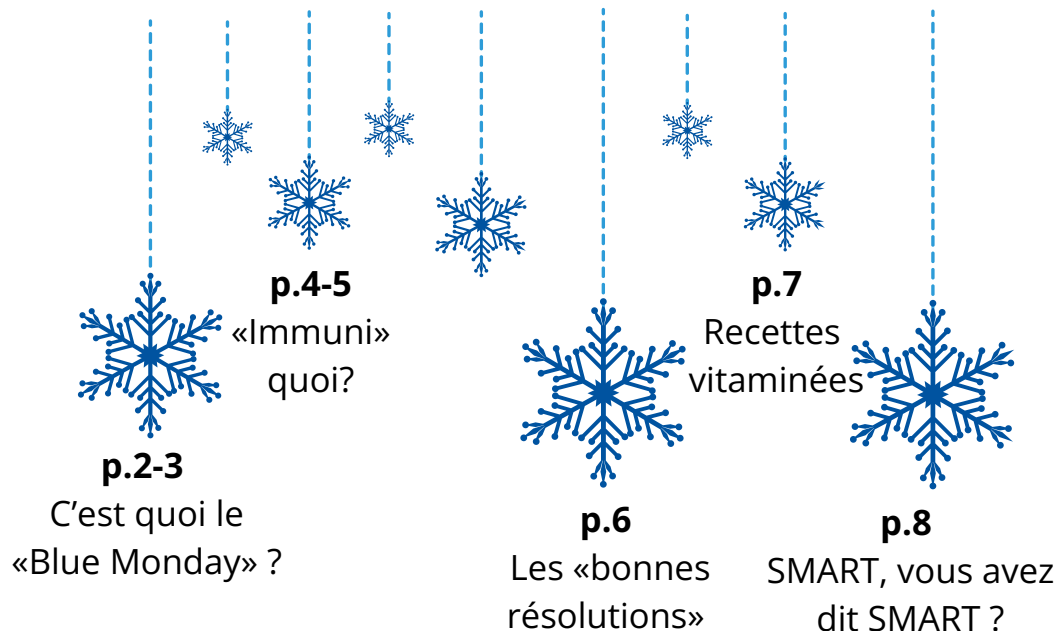 p.2-3
C’est quoi le
«Blue Monday» ?
p.4-5
«Immuni»
quoi?
p.6
Les «bonnes
résolutions»
p.7
Recettes
vitaminées
p.8
SMART, vous avez
dit SMART ?